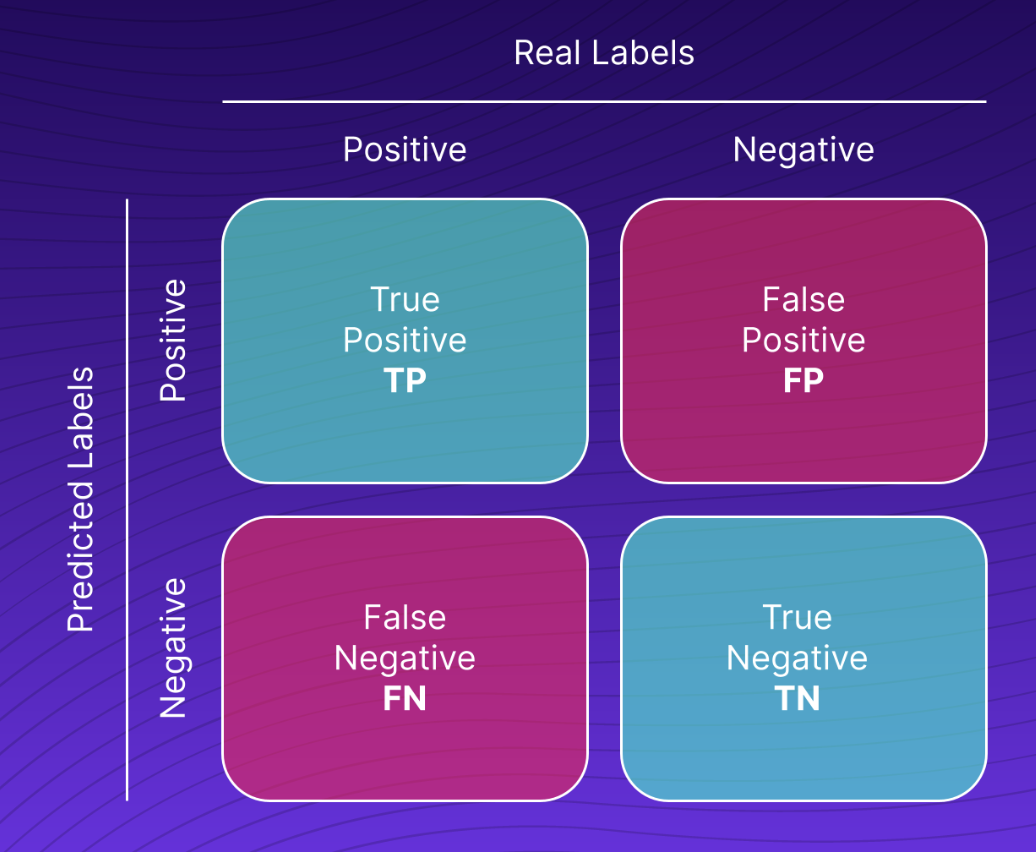 Real Labels
Positive
Negative
Predicted Labels
Positive
True
Positive
TP
False
Positive
FP
Negative
False
Negative
FN
True
Negative
TN